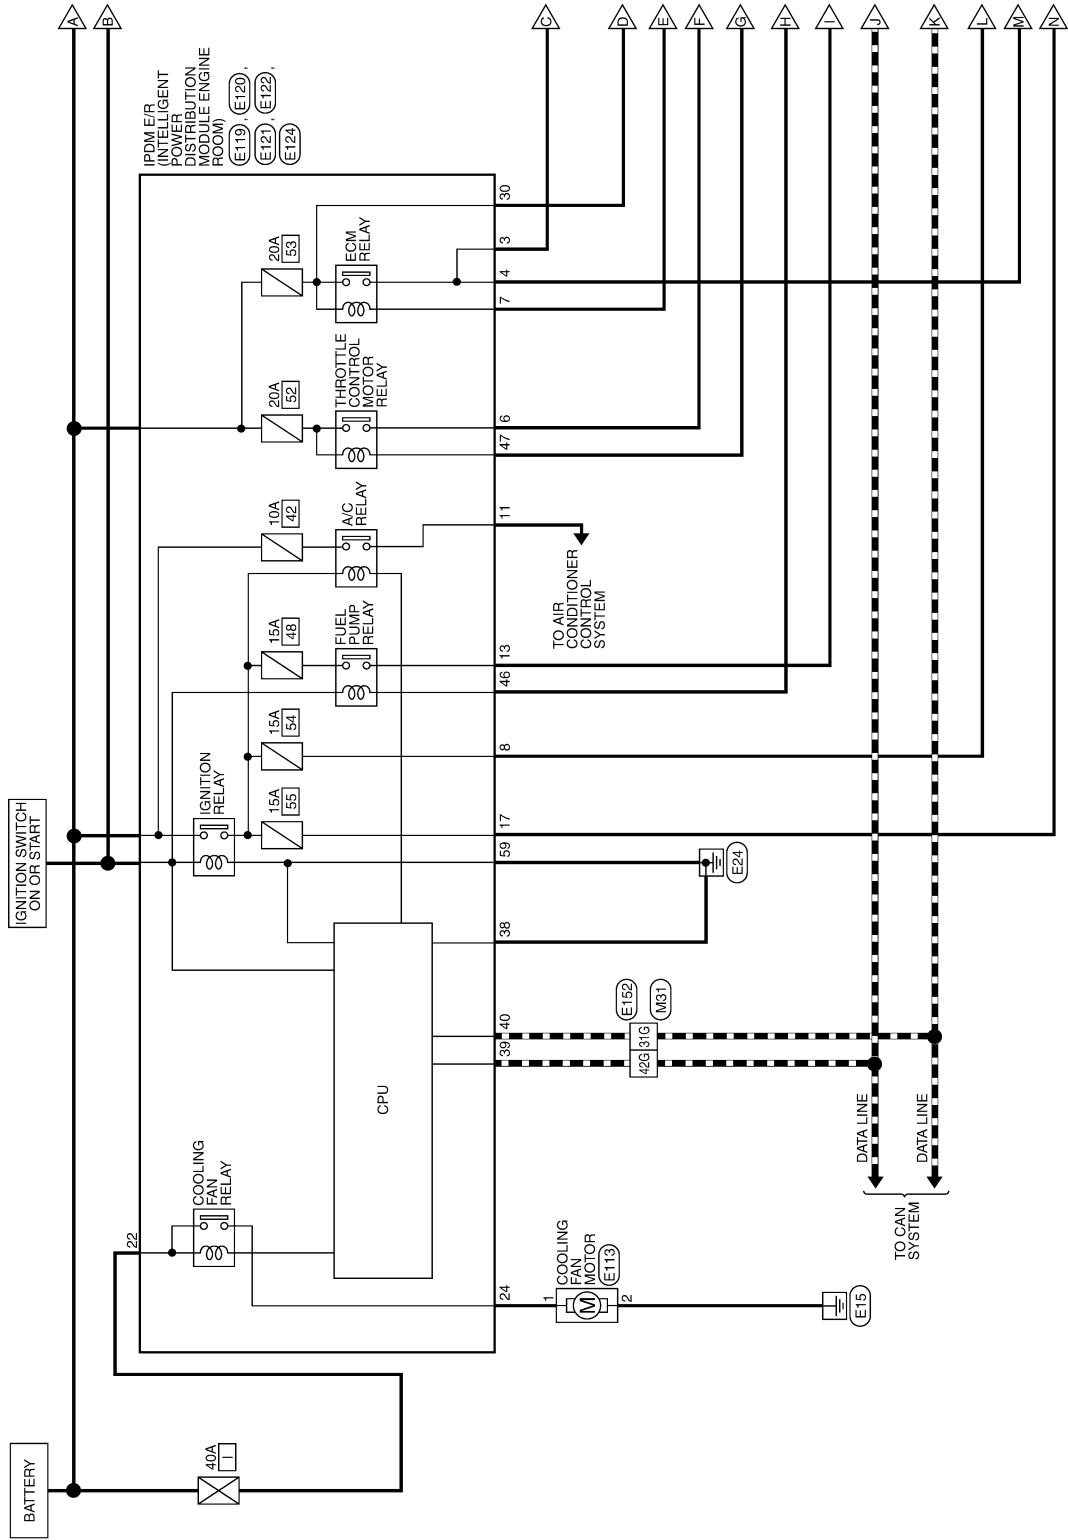 BATTERY
40A
I
IGNITION SWITCH
ON OR START
A
B
22
COOLING
FAN
RELAY
IGNITION
RELAY
15A
55
15A
54
15A
48
FUEL
PUMP
RELAY
10A
42
A/C
RELAY
20A
52
THROTTLE
CONTROL
MOTOR
RELAY
20A
53
ECM
RELAY
IPDM E/R
(INTELLIGENT
POWER
DISTRIBUTION
MODULE ENGINE
ROOM)
E119 , E120 ,
E121 , E122 ,
E124
CPU
24
39
40
38
59
17
8
46
13
11
47
6
7
4
3
30
1
COOLING
FAN
MOTOR
E113
M
2
E15
42G
31G
E152
M31
E24
TO AIR
CONDITIONER
CONTROL
SYSTEM
DATA LINE
DATA LINE
TO CAN
SYSTEM
C
D
E
F
G
H
I
J
K
L
M
N